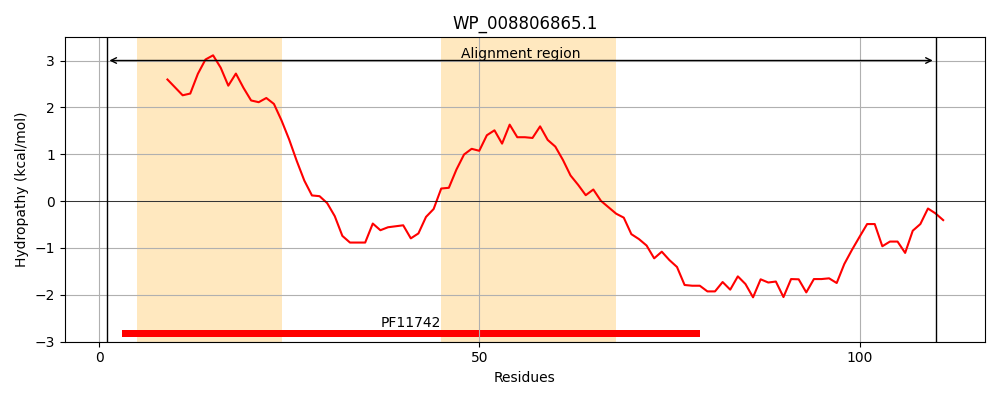 WP_008806865.1
Alignment region
3
2
1
0
−1
−2
−3
Hydropathy (kcal/mol)
PF11742
0
50
100
Residues